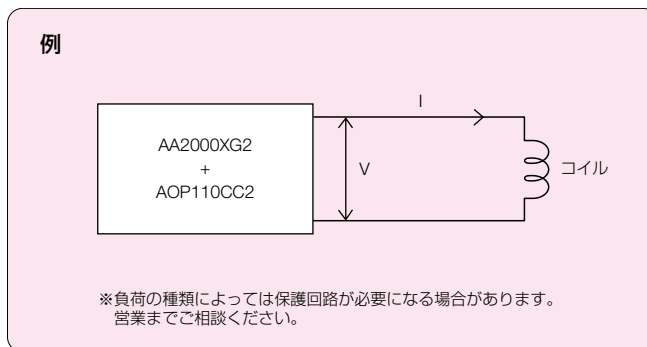 例
I
AA2000XG2
+
AOP110CC2
V
コイル
※負荷の種類によっては保護回路が必要になる場合があります。
営業までご相談ください。